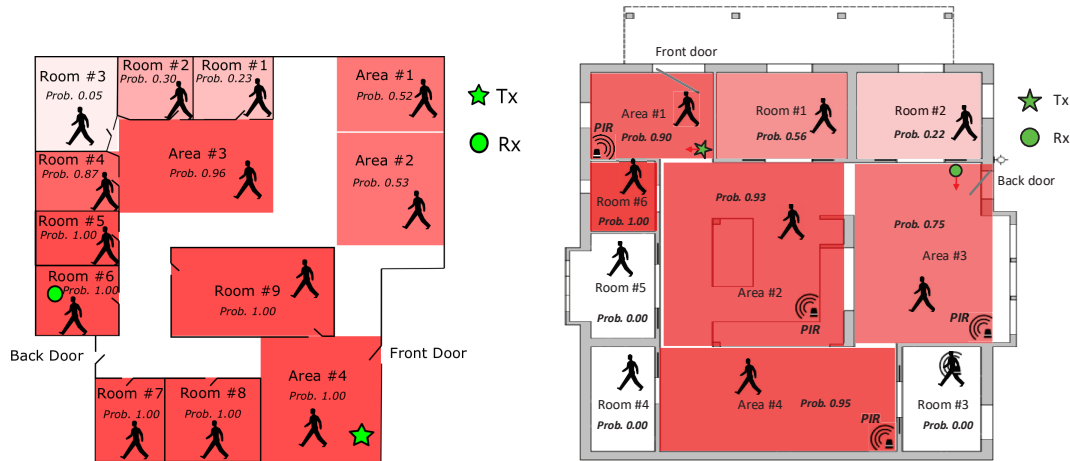 Room #3
Prob. 0.05
Room #2
Prob. 0.30
Room #1
Prob. 0.23
Area #1
Prob. 0.52
Tx
Rx
Area #2
Prob. 0.53
Area #3
Prob. 0.96
Room #4
Prob. 0.87
Room #5
Prob. 1.00
Room #6
Prob. 1.00
Room #9
Prob. 1.00
Back Door
Front Door
Room #7
Prob. 1.00
Room #8
Prob. 1.00
Area #4
Prob. 1.00
Front door
Area #1
PIR
Prob. 0.90
Room #1
Prob. 0.56
Room #2
Prob. 0.22
Tx
Rx
Back door
Room #6
Prob. 1.00
Prob. 0.93
Area #2
PIR
Prob. 0.75
Area #3
PIR
Room #5
Prob. 0.00
Room #4
Prob. 0.00
Area #4
Prob. 0.95
PIR
Room #3
Prob. 0.00